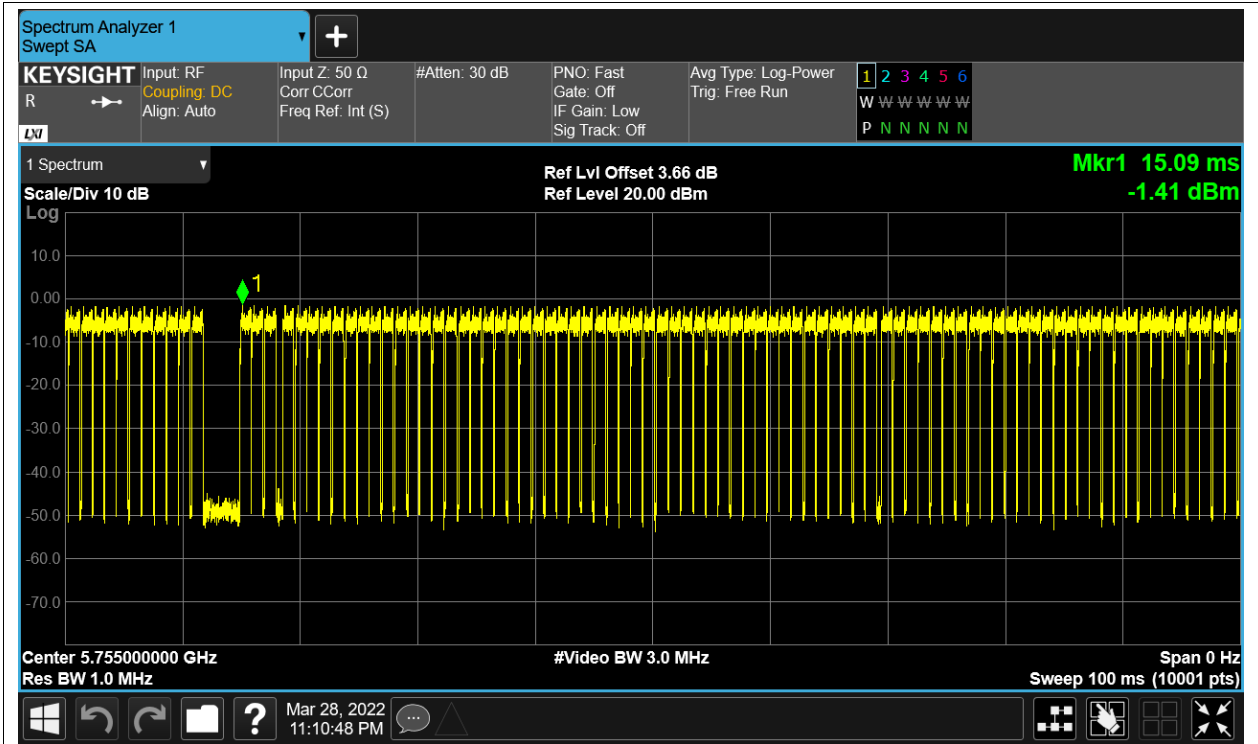 Spectrum Analyzer 1
Swept SA
KEYSIGHT
R
LXI
Input: RF
Coupling: DC
Align: Auto
Input Z: 50 Ω
Corr CCorr
Freq Ref: Int (S)
#Atten: 30 dB
PNO: Fast
Gate: Off
IF Gain: Low
Sig Track: Off
Avg Type: Log-Power
Trig: Free Run
1 2 3 4 5 6
W W W W W W
P N N N N N
1 Spectrum
Scale/Div 10 dB
Ref Lvl Offset 3.66 dB
Ref Level 20.00 dBm
Mkr1 15.09 ms
-1.41 dBm
Log
1
10.0
0.00
-10.0
-20.0
-30.0
-40.0
-50.0
-60.0
-70.0
Center 5.755000000 GHz
#Video BW 3.0 MHz
Span 0 Hz
Res BW 1.0 MHz
Sweep 100 ms (10001 pts)
?
Mar 28, 2022
11:10:48 PM